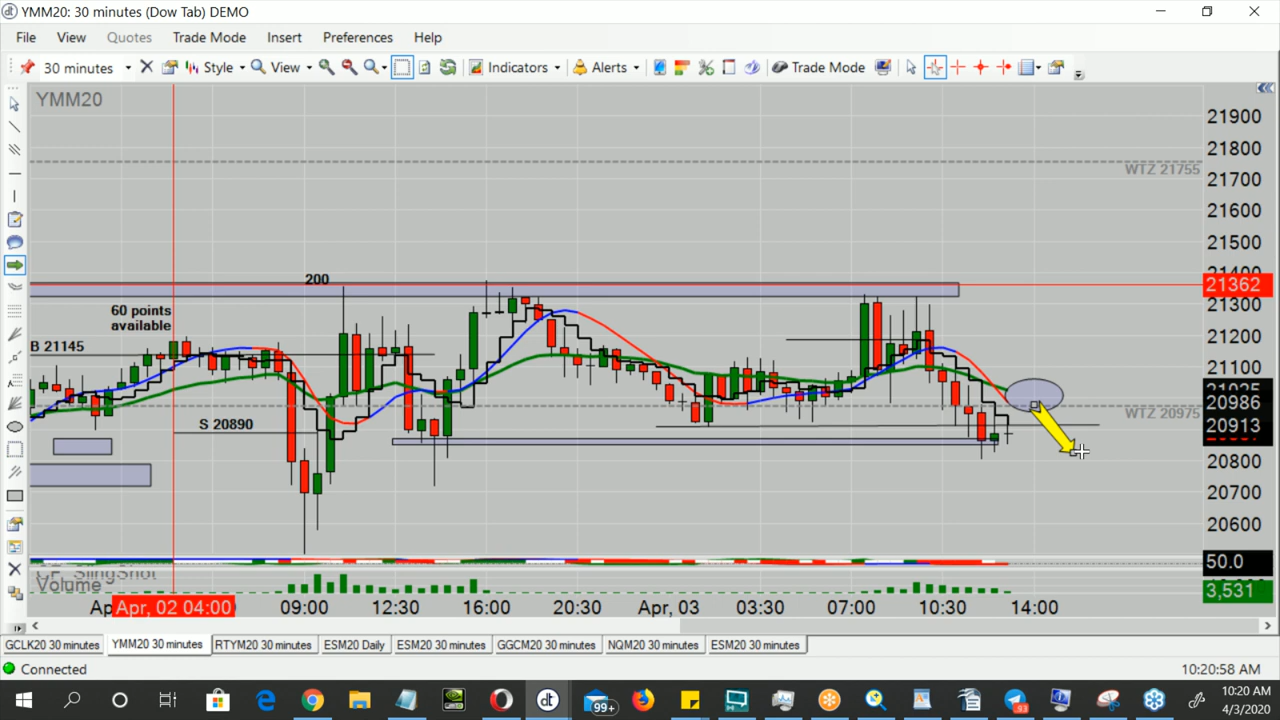 YMM20: 30 minutes (Dow Tab) DEMO
File View Quotes Trade Mode Insert Preferences Help
30 minutes Style View Indicators Alerts Trade Mode
YMM20
21900
21800
WTZ 21755
21700
21600
21500
21400
200
21362
60 points
available
21300
21200
B 21145
21100
21025
20986
WTZ 20975
S 20890
20913
20800
20700
20600
50.0
Volume
3,531
Apr, 02 04:00 09:00 12:30 16:00 20:30 Apr, 03 03:30 07:00 10:30 14:00
GCLK20 30 minutes YMM20 30 minutes RTYM20 30 minutes ESM20 Daily ESM20 30 minutes GGCM20 30 minutes NQM20 30 minutes ESM20 30 minutes
Connected 10:20:58 AM
99+
93
10:20 AM
4/3/2020